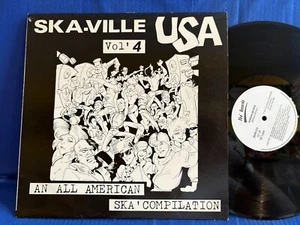 SKA-VILLE USA
Vol' 4
AN ALL AMERICAN
SKA' COMPILATION